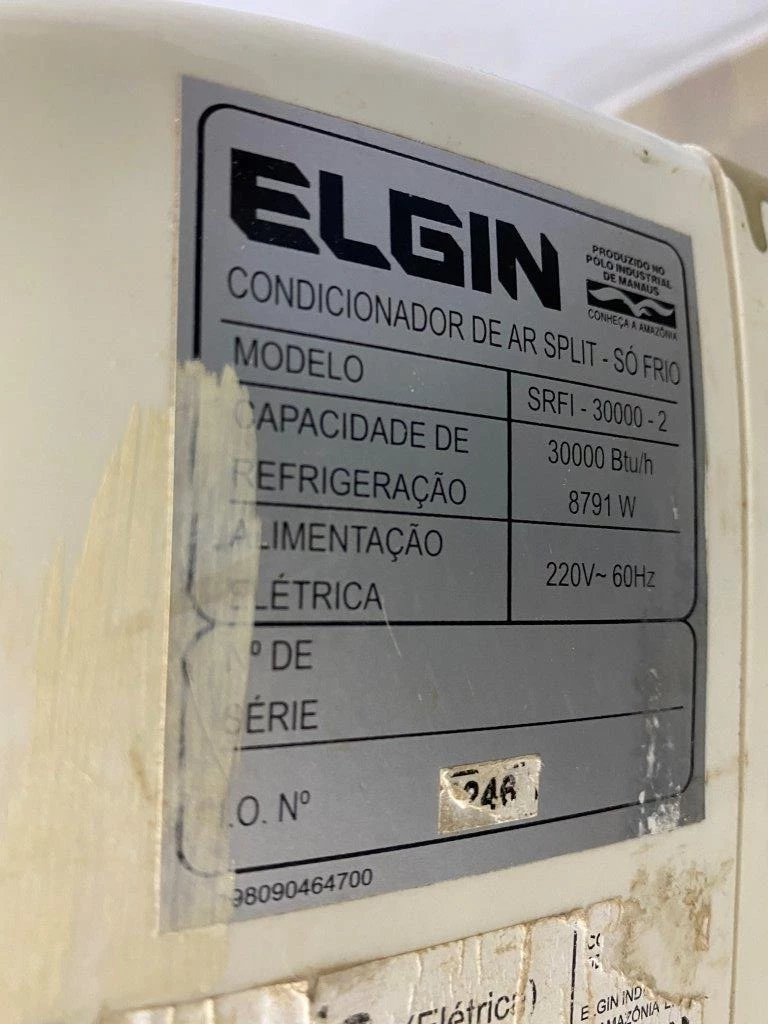 ELGIN
PRODUZIDO NO
PÓLO INDUSTRIAL
DE MANAUS
CONHEÇA A AMAZÔNIA
CONDICIONADOR DE AR SPLIT - SÓ FRIO
MODELO
SRFI - 30000 - 2
CAPACIDADE DE
REFRIGERAÇÃO
30000 Btu/h
8791 W
ALIMENTAÇÃO
ELÉTRICA
220V~ 60Hz
Nº DE
SÉRIE
.O. Nº
246
98090464700
(Elétrica)